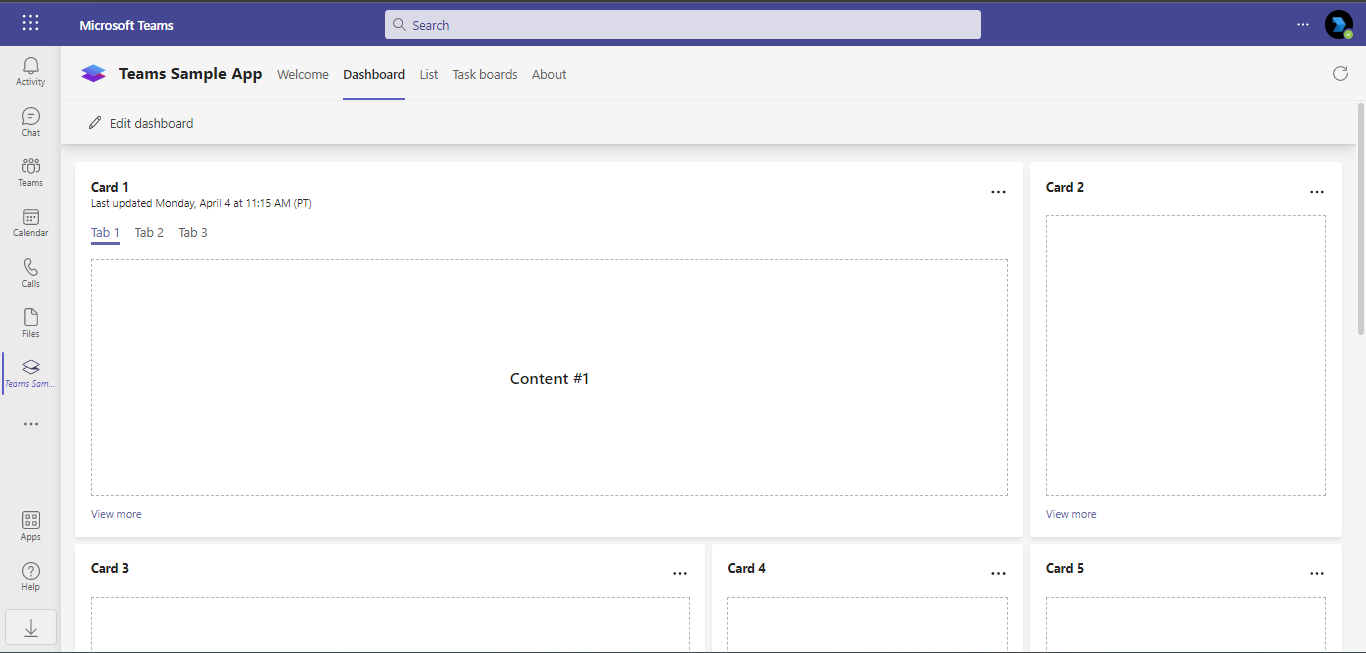 Microsoft Teams
Search
Activity
Chat
Teams
Calendar
Calls
Files
Teams Sam...
Apps
Help
Teams Sample App
Welcome
Dashboard
List
Task boards
About
Edit dashboard
Card 1
Last updated Monday, April 4 at 11:15 AM (PT)
Tab 1
Tab 2
Tab 3
Content #1
View more
Card 2
View more
Card 3
Card 4
Card 5